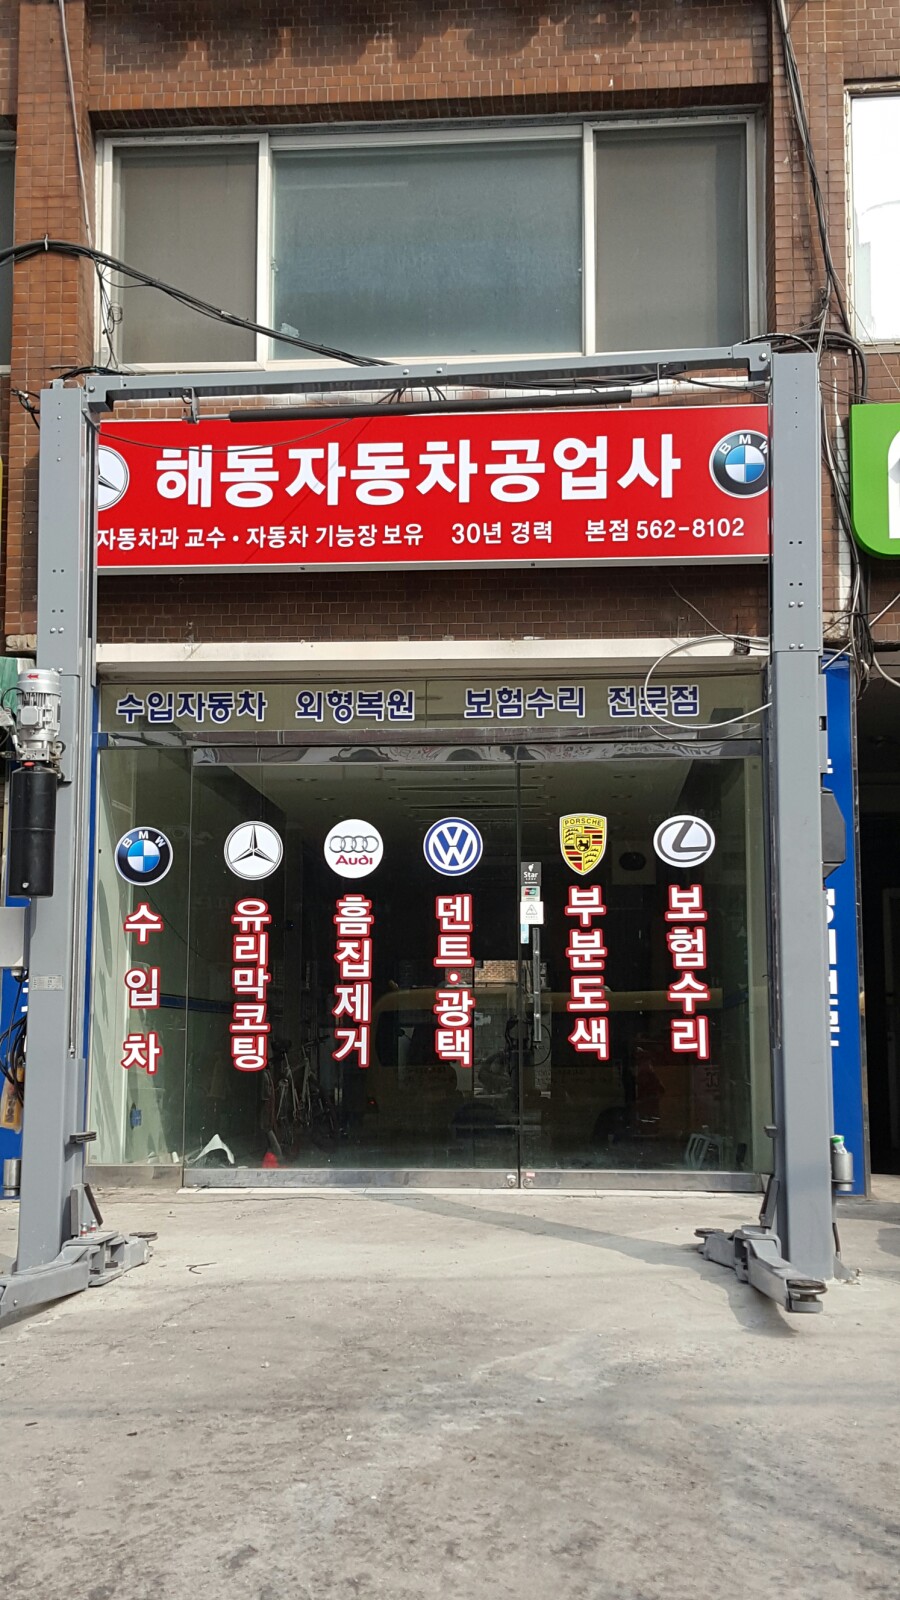 해동자동차공업사
BMW
자동차과 교수·자동차 기능장 보유 30년 경력 본점 562-8102
수입자동차 외형복원 보험수리 전문점
BMW
Audi
PORSCHE
Star
수입차
유리막코팅
흠집제거
덴트·광택
부분도색
보험수리